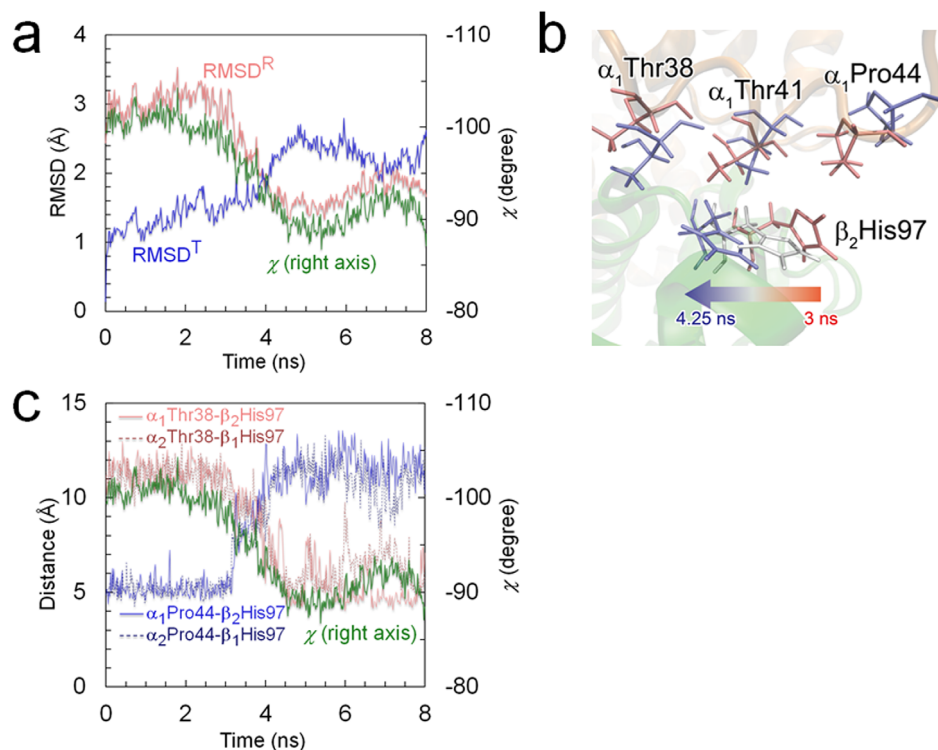 a
4
3
2
1
0
RMSD (Å)
0
2
4
6
8
Time (ns)
-110
-100
-90
-80
χ (degree)
RMSDᴿ
RMSDᵀ
χ (right axis)
b
α₁Thr38
α₁Thr41
α₁Pro44
β₂His97
4.25 ns
3 ns
c
15
10
5
0
Distance (Å)
0
2
4
6
8
Time (ns)
-110
-100
-90
-80
χ (degree)
α₁Thr38-β₂His97
α₂Thr38-β₁His97
α₁Pro44-β₂His97
α₂Pro44-β₁His97
χ (right axis)